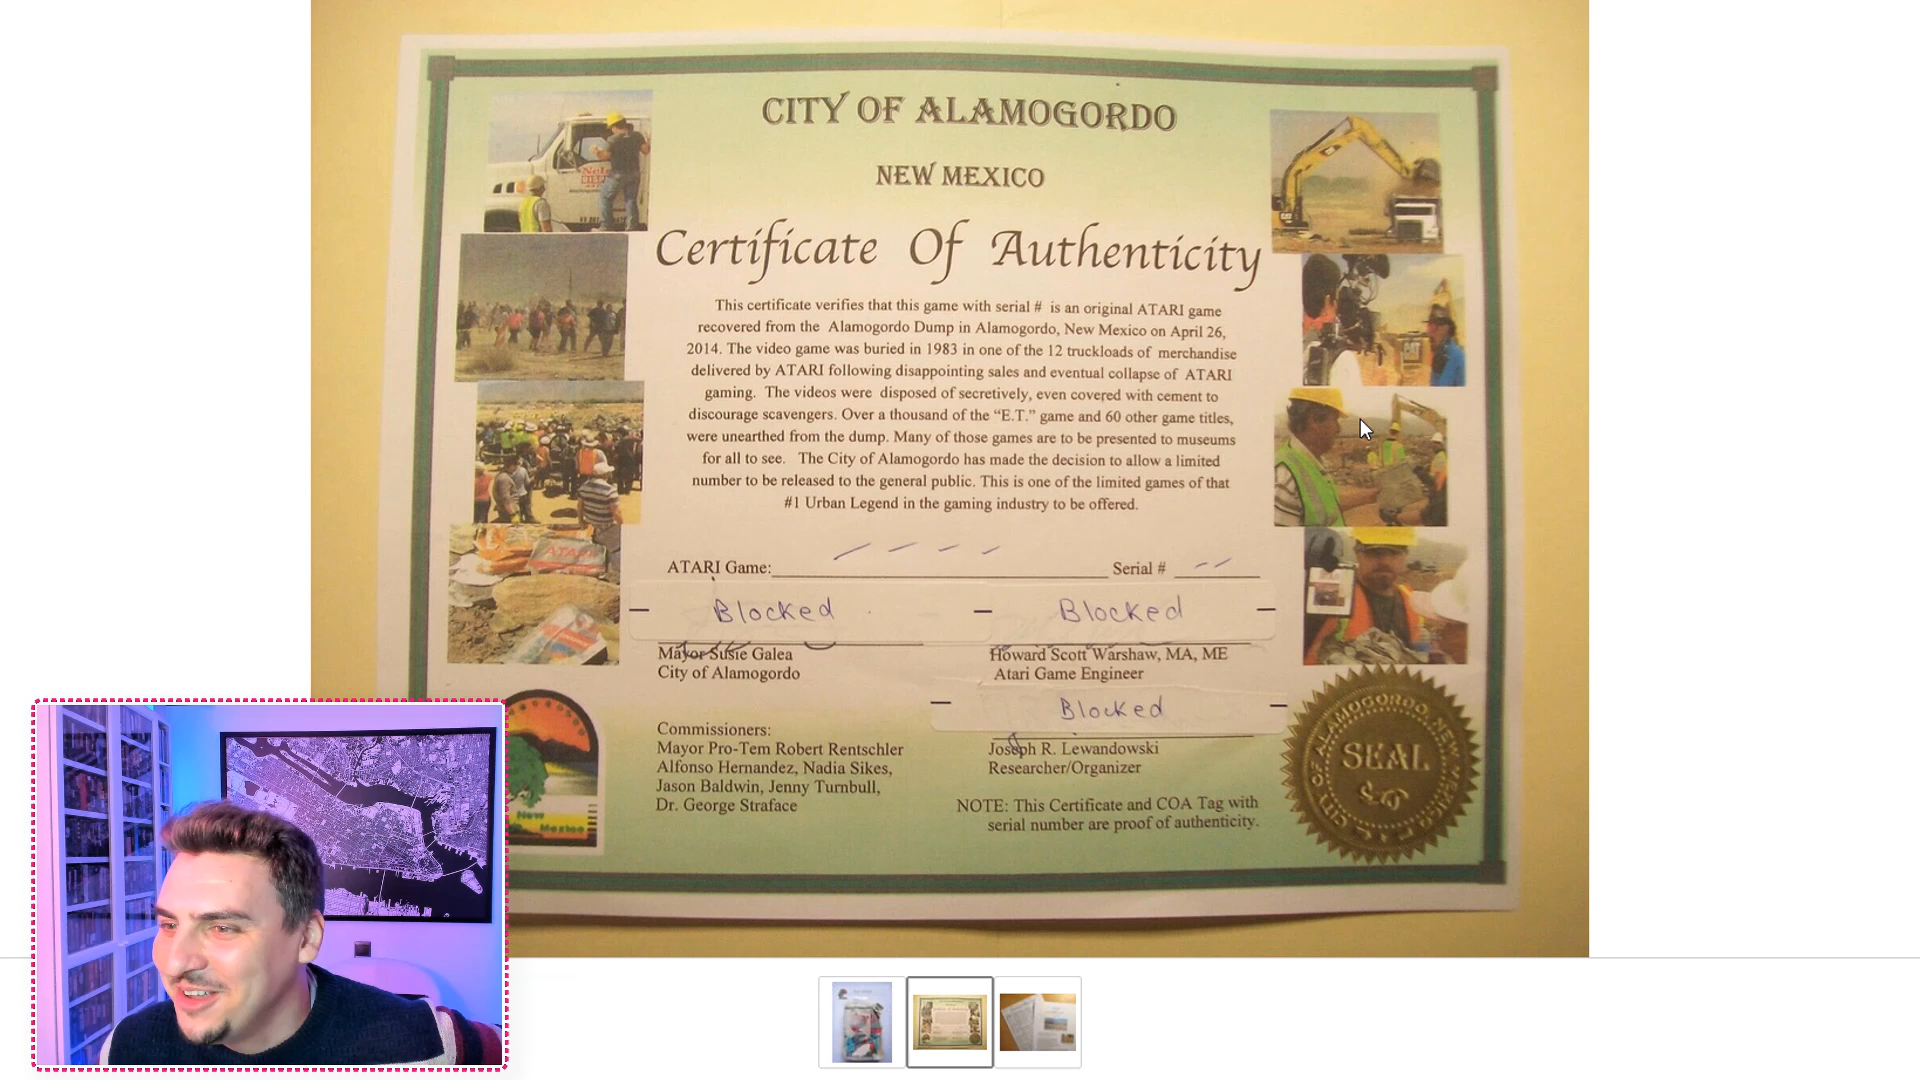 CITY OF ALAMOGORDO
NEW MEXICO
Certificate Of Authenticity
This certificate verifies that this game with serial # is an original ATARI game
recovered from the Alamogordo Dump in Alamogordo, New Mexico on April 26,
2014. The video game was buried in 1983 in one of the 12 truckloads of merchandise
delivered by ATARI following disappointing sales and eventual collapse of ATARI
gaming. The videos were disposed of secretively, even covered with cement to
discourage scavengers. Over a thousand of the “E.T.” game and 60 other game titles,
were unearthed from the dump. Many of those games are to be presented to museums
for all to see. The City of Alamogordo has made the decision to allow a limited
number to be released to the general public. This is one of the limited games of that
#1 Urban Legend in the gaming industry to be offered.
ATARI Game: Serial #
Blocked Blocked
Mayor Susie Galea
City of Alamogordo
Howard Scott Warshaw, MA, ME
Atari Game Engineer
Blocked
Joseph R. Lewandowski
Researcher/Organizer
Commissioners:
Mayor Pro-Tem Robert Rentschler
Alfonso Hernandez, Nadia Sikes,
Jason Baldwin, Jenny Turnbull,
Dr. George Straface
NOTE: This Certificate and COA Tag with
serial number are proof of authenticity.
New
Mexico
SEAL
ALAMOGORDO NEW MEXICO
ATARI